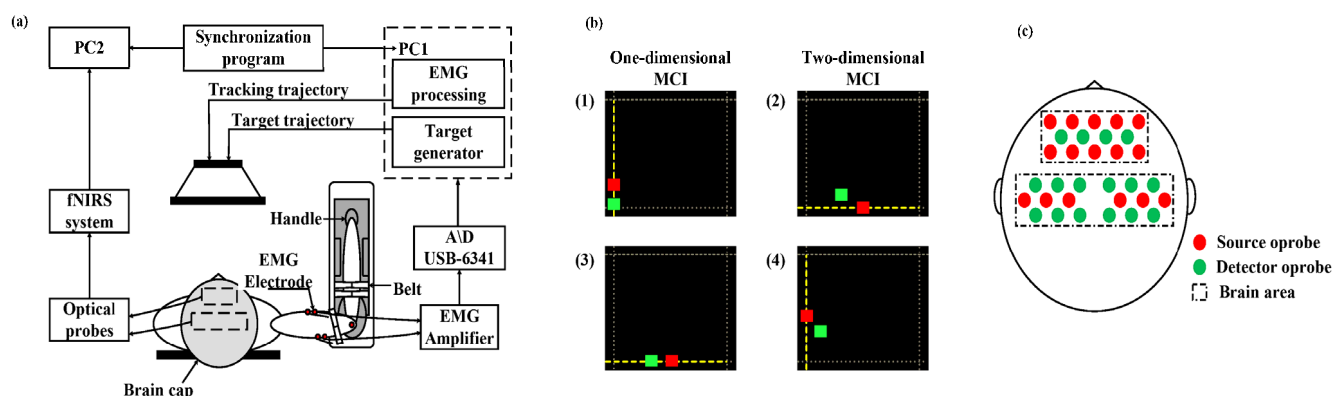 (a)
PC2
Synchronization
program
PC1
EMG
processing
Tracking trajectory
Target trajectory
Target
generator
fNIRS
system
Handle
A\D
USB-6341
EMG
Electrode
Belt
Optical
probes
EMG
Amplifier
Brain cap
(b)
One-dimensional
MCI
Two-dimensional
MCI
(1)
(2)
(3)
(4)
(c)
Source oprobe
Detector oprobe
Brain area